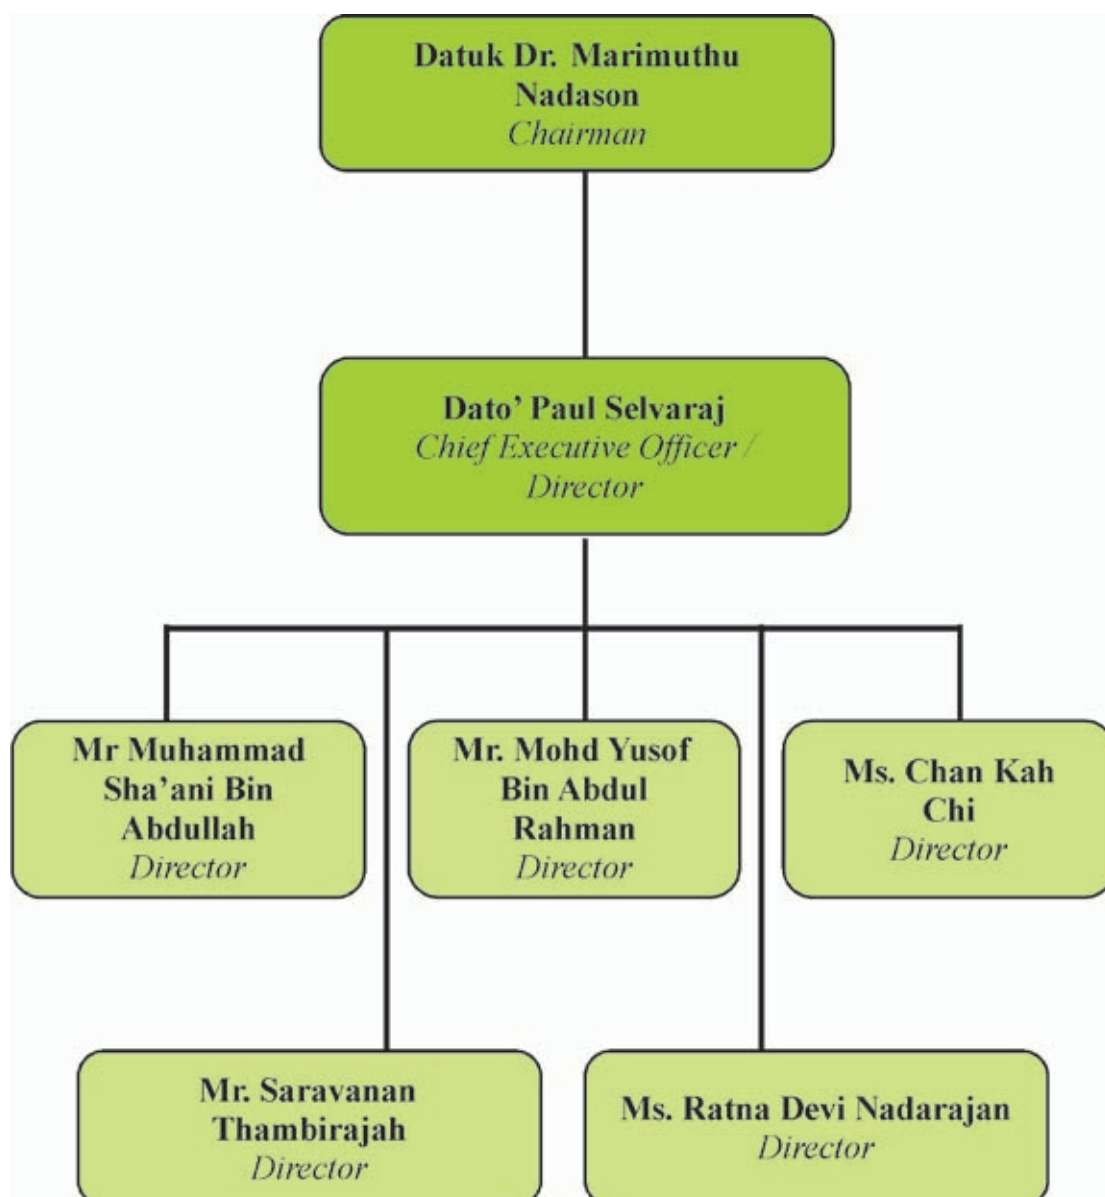 Datuk Dr. Marimuthu
Nadason
Chairman
Dato’ Paul Selvaraj
Chief Executive Officer /
Director
Mr Muhammad
Sha’ani Bin
Abdullah
Director
Mr. Mohd Yusof
Bin Abdul
Rahman
Director
Ms. Chan Kah
Chi
Director
Mr. Saravanan
Thambirajah
Director
Ms. Ratna Devi Nadarajan
Director